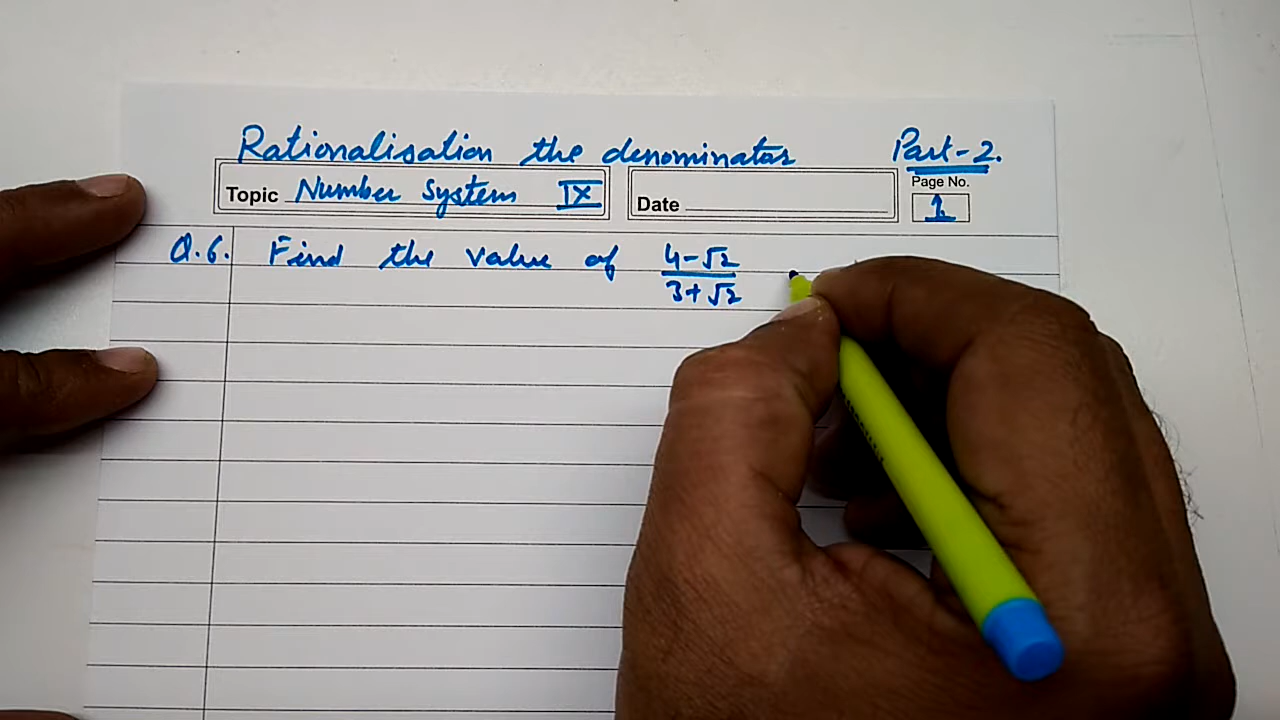 Rationalisation the denominator Part-2.
Topic Number System IX Date Page No. 1
Q.6. Find the value of (4-√2)/(3+√2)